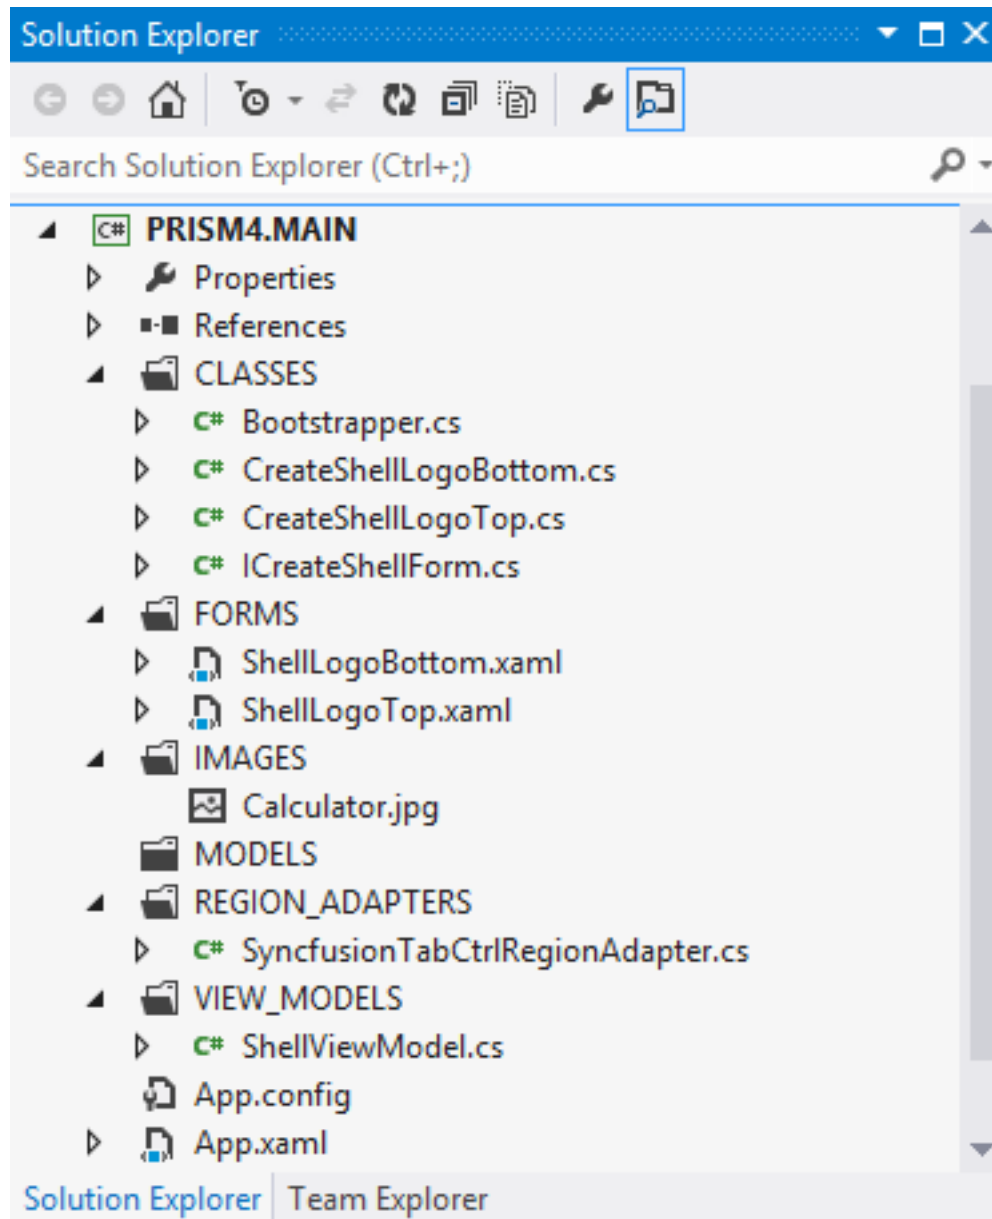 Solution Explorer
Search Solution Explorer (Ctrl+;)
C# PRISM4.MAIN
Properties
References
CLASSES
C# Bootstrapper.cs
C# CreateShellLogoBottom.cs
C# CreateShellLogoTop.cs
C# ICreateShellForm.cs
FORMS
ShellLogoBottom.xaml
ShellLogoTop.xaml
IMAGES
Calculator.jpg
MODELS
REGION_ADAPTERS
C# SyncfusionTabCtrlRegionAdapter.cs
VIEW_MODELS
C# ShellViewModel.cs
App.config
App.xaml
Solution Explorer Team Explorer